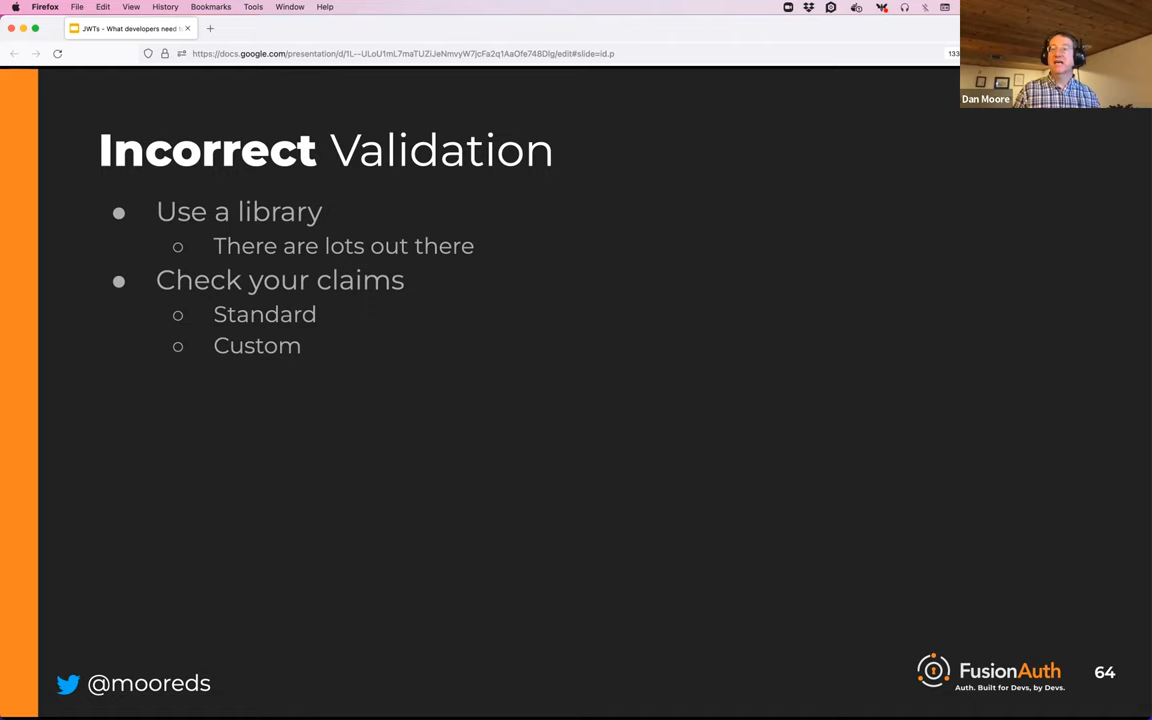 Firefox File Edit View History Bookmarks Tools Window Help
JWTs - What developers need t
https://docs.google.com/presentation/d/1L--ULoU1mL7maTUZiJeNmvyW7jcFa2q1AaOfe748DIg/edit#slide=id.p
133
Dan Moore
Incorrect Validation
● Use a library
○ There are lots out there
● Check your claims
○ Standard
○ Custom
@mooreds
FusionAuth
Auth. Built for Devs, by Devs.
64